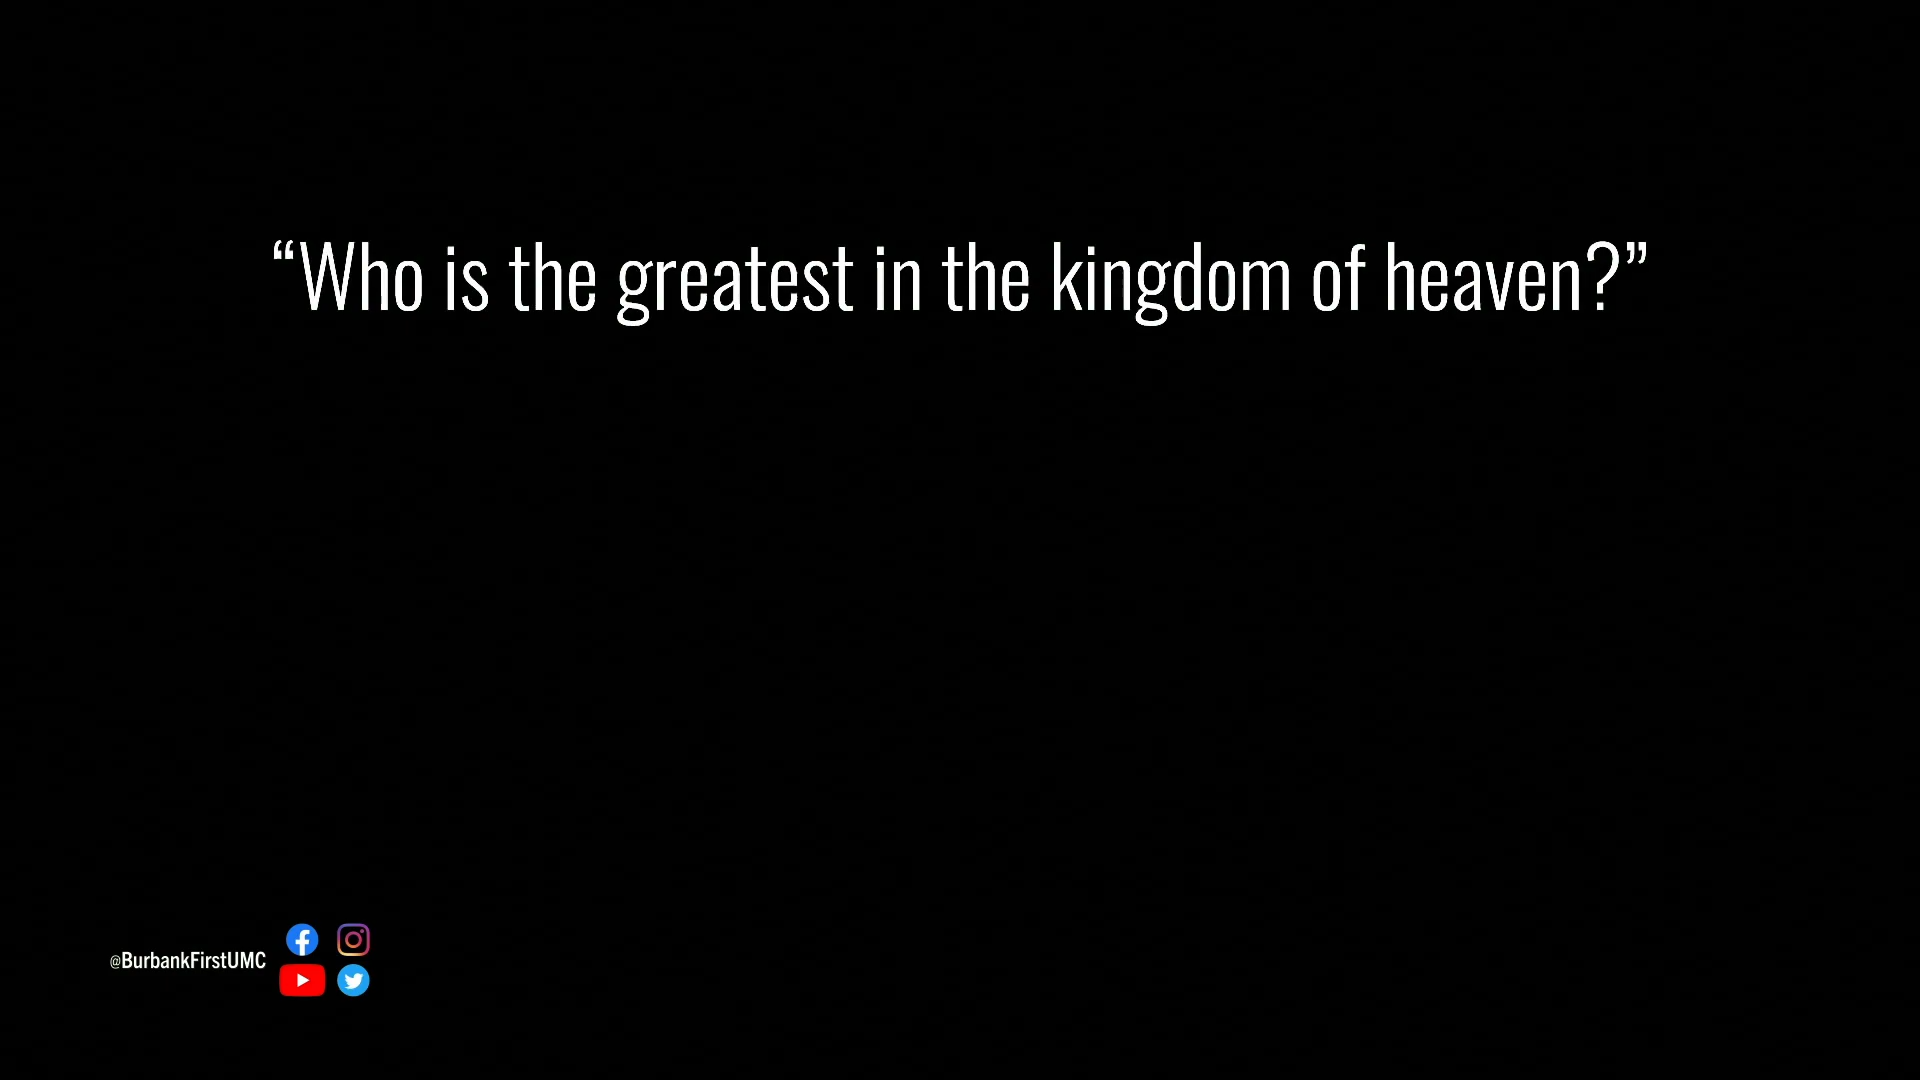 “Who is the greatest in the kingdom of heaven?”
@BurbankFirstUMC